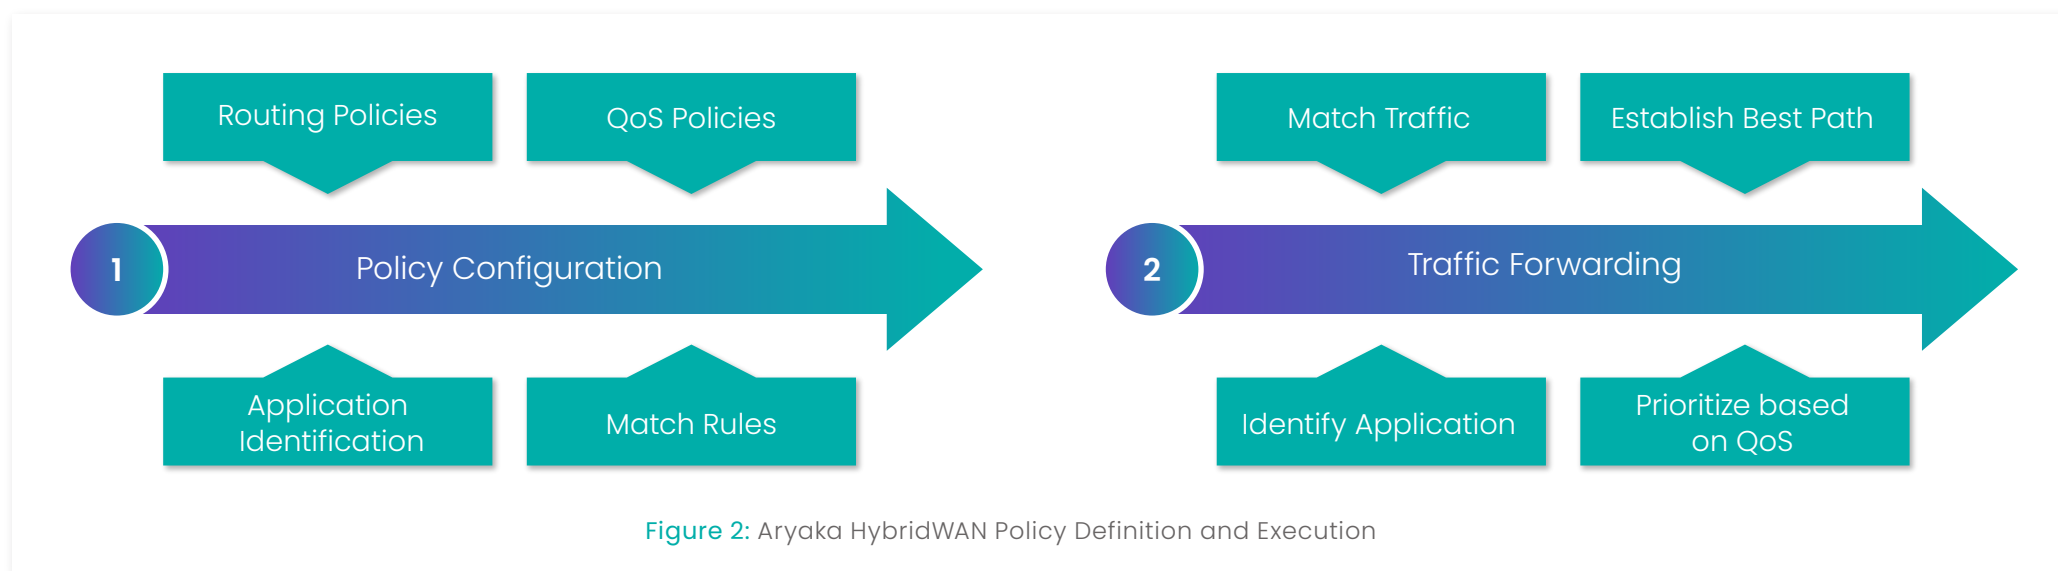 Routing Policies
QoS Policies
1
Policy Configuration
Application
Identification
Match Rules
Match Traffic
Establish Best Path
2
Traffic Forwarding
Identify Application
Prioritize based
on QoS
Figure 2: Aryaka HybridWAN Policy Definition and Execution